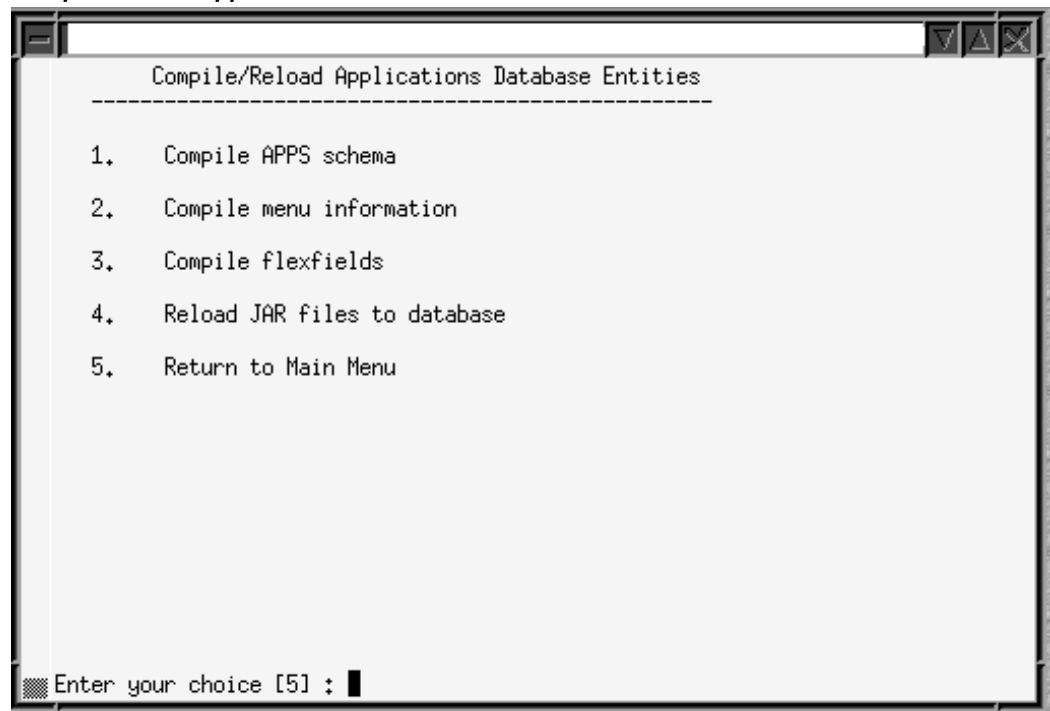 Compile/Reload Applications Database Entities
---------------------------------------------------
1. Compile APPS schema
2. Compile menu information
3. Compile flexfields
4. Reload JAR files to database
5. Return to Main Menu
Enter your choice [5] :